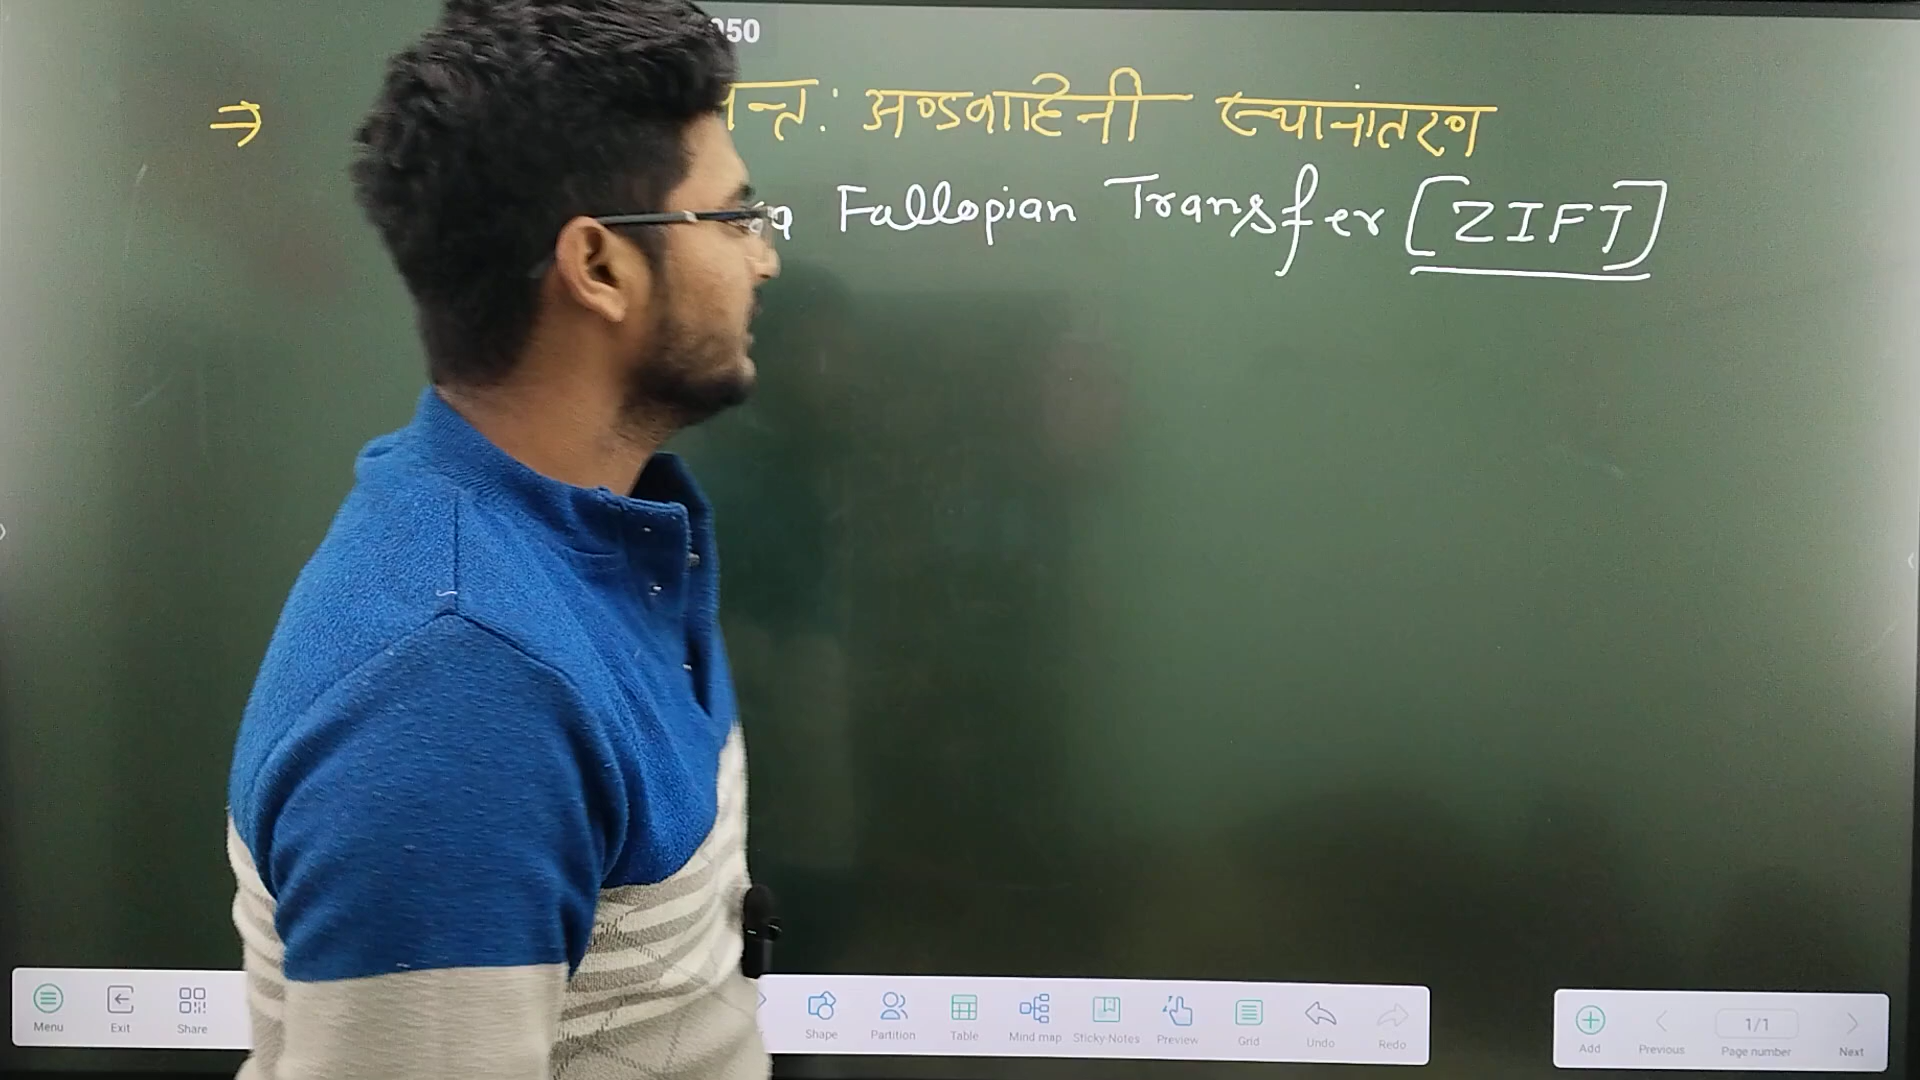 050
⇒ न्त: अण्डवाहिनी स्थानांतरण
Fallopian Transfer [ZIFT]
Menu Exit Share Shape Partition Table Mind map Sticky-Notes Preview Grid Undo Redo Add Previous 1/1 Page number Next